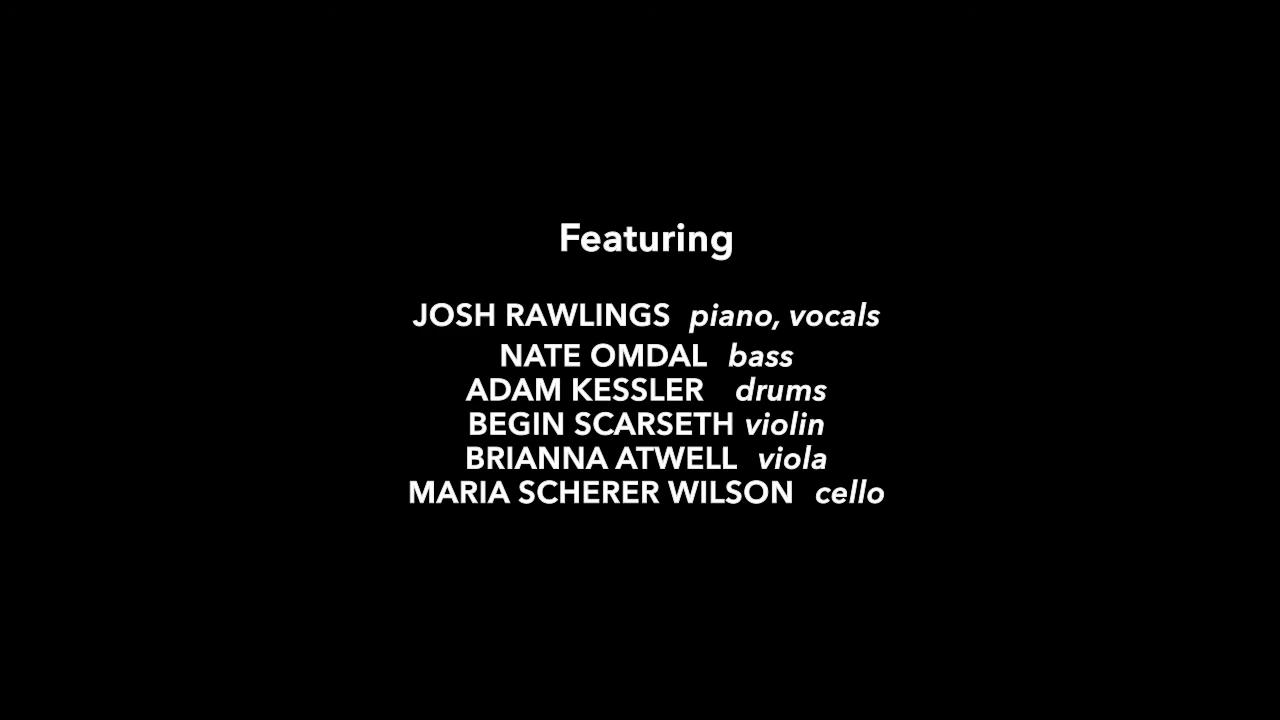 Featuring
JOSH RAWLINGS piano, vocals
NATE OMDAL bass
ADAM KESSLER drums
BEGIN SCARSETH violin
BRIANNA ATWELL viola
MARIA SCHERER WILSON cello